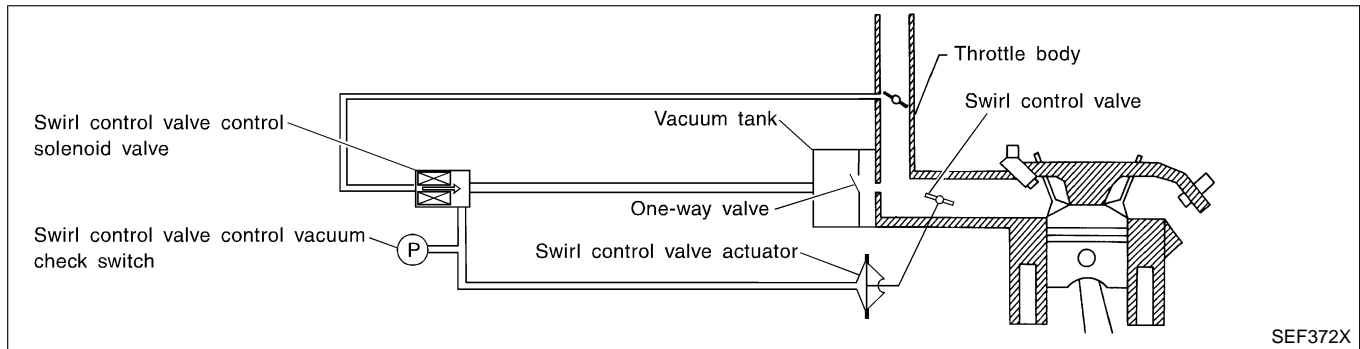 Throttle body
Swirl control valve
Swirl control valve control
solenoid valve
Vacuum tank
One-way valve
Swirl control valve control vacuum
check switch
P
Swirl control valve actuator
SEF372X